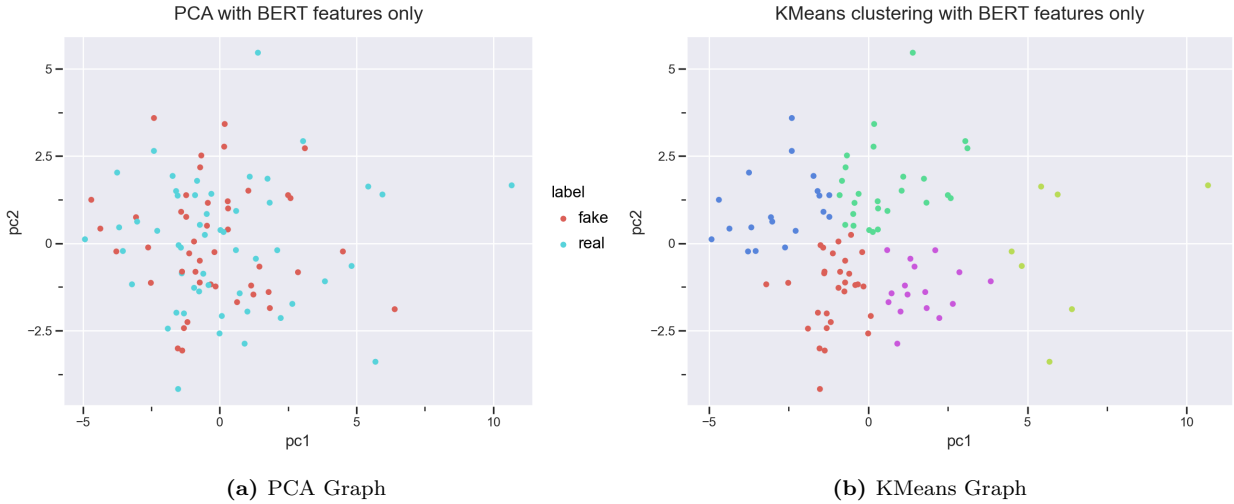 PCA with BERT features only
KMeans clustering with BERT features only
5
2.5
0
−2.5
pc2
−5
0
5
10
pc1
label
fake
real
5
2.5
0
−2.5
pc2
−5
0
5
10
pc1
(a) PCA Graph
(b) KMeans Graph